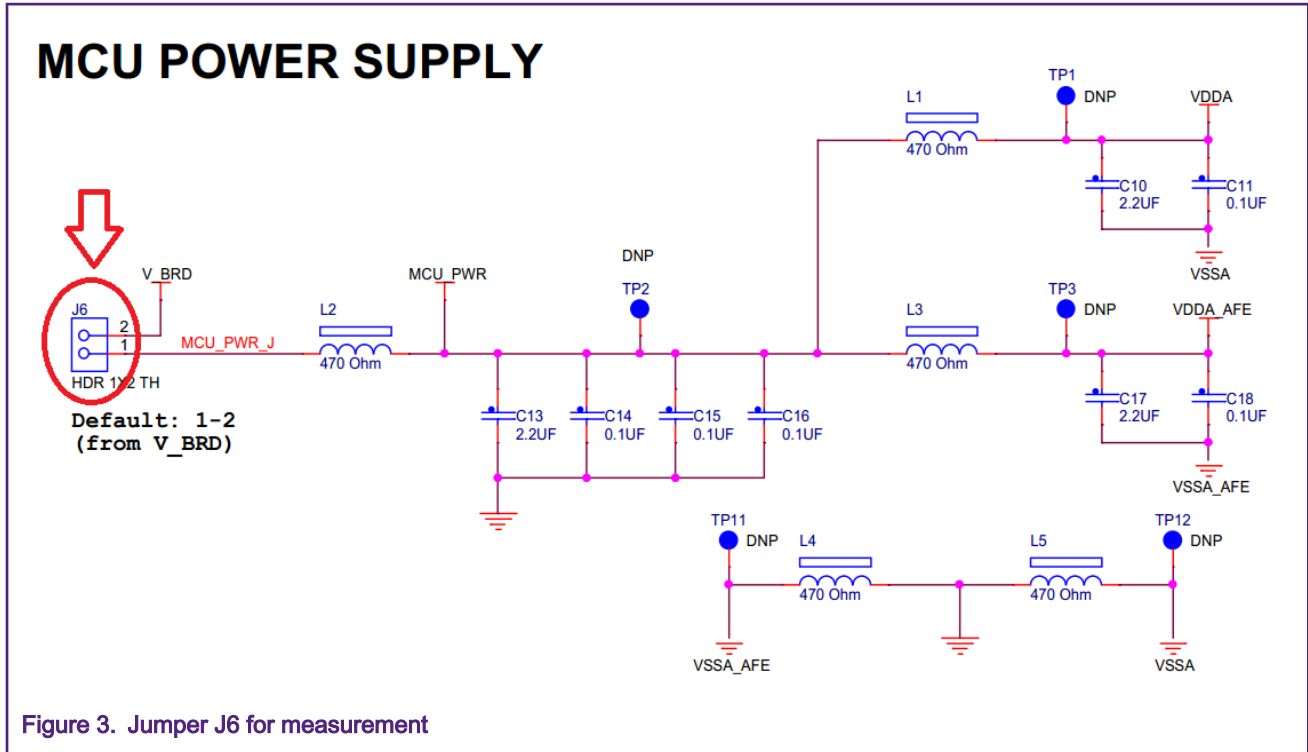 MCU POWER SUPPLY
TP1
DNP
L1
VDDA
470 Ohm
C10
2.2UF
C11
0.1UF
VSSA
V_BRD
J6
2
1
MCU_PWR_J
HDR 1X2 TH
Default: 1-2
(from V_BRD)
L2
470 Ohm
MCU_PWR
DNP
TP2
C13
2.2UF
C14
0.1UF
C15
0.1UF
C16
0.1UF
L3
470 Ohm
TP3
DNP
VDDA_AFE
C17
2.2UF
C18
0.1UF
VSSA_AFE
TP11
DNP
L4
470 Ohm
L5
470 Ohm
TP12
DNP
VSSA_AFE
VSSA
Figure 3. Jumper J6 for measurement